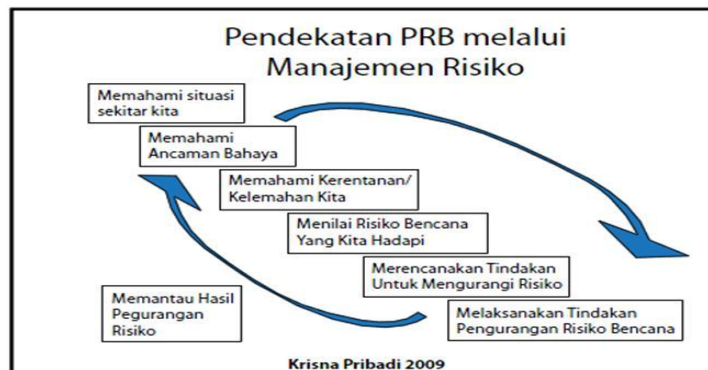 Pendekatan PRB melalui
Manajemen Risiko
Memahami situasi
sekitar kita
Memahami
Ancaman Bahaya
Memahami Kerentanan/
Kelemahan Kita
Menilai Risiko Bencana
Yang Kita Hadapi
Merencanakan Tindakan
Untuk Mengurangi Risiko
Melaksanakan Tindakan
Pengurangan Risiko Bencana
Memantau Hasil
Pegurangan
Risiko
Krisna Pribadi 2009